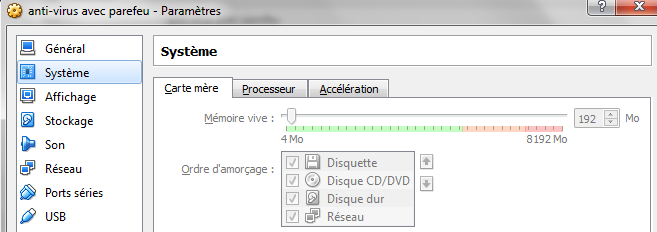 anti-virus avec parefeu - Paramètres
?
Général
Système
Affichage
Stockage
Son
Réseau
Ports séries
USB
Système
Carte mère
Processeur
Accélération
Mémoire vive :
192
Mo
4 Mo
8192 Mo
Ordre d'amorçage :
Disquette
Disque CD/DVD
Disque dur
Réseau